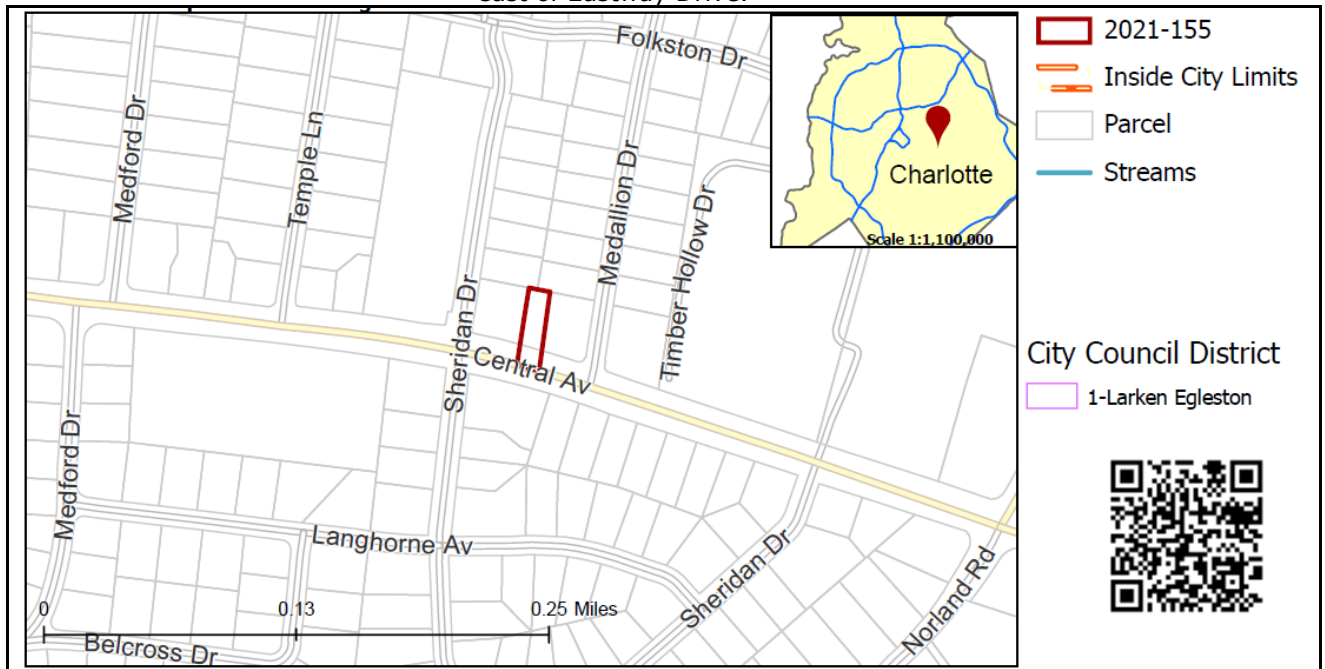 Folkston Dr
Medford Dr
Temple Ln
Medallion Dr
Timber Hollow Dr
Sheridan Dr
Central Av
Medford Dr
Langhorne Av
Sheridan Dr
Norland Rd
Belcross Dr
0 0.13 0.25 Miles
Charlotte
Scale 1:1,100,000
2021-155
Inside City Limits
Parcel
Streams
City Council District
1-Larken Egleston